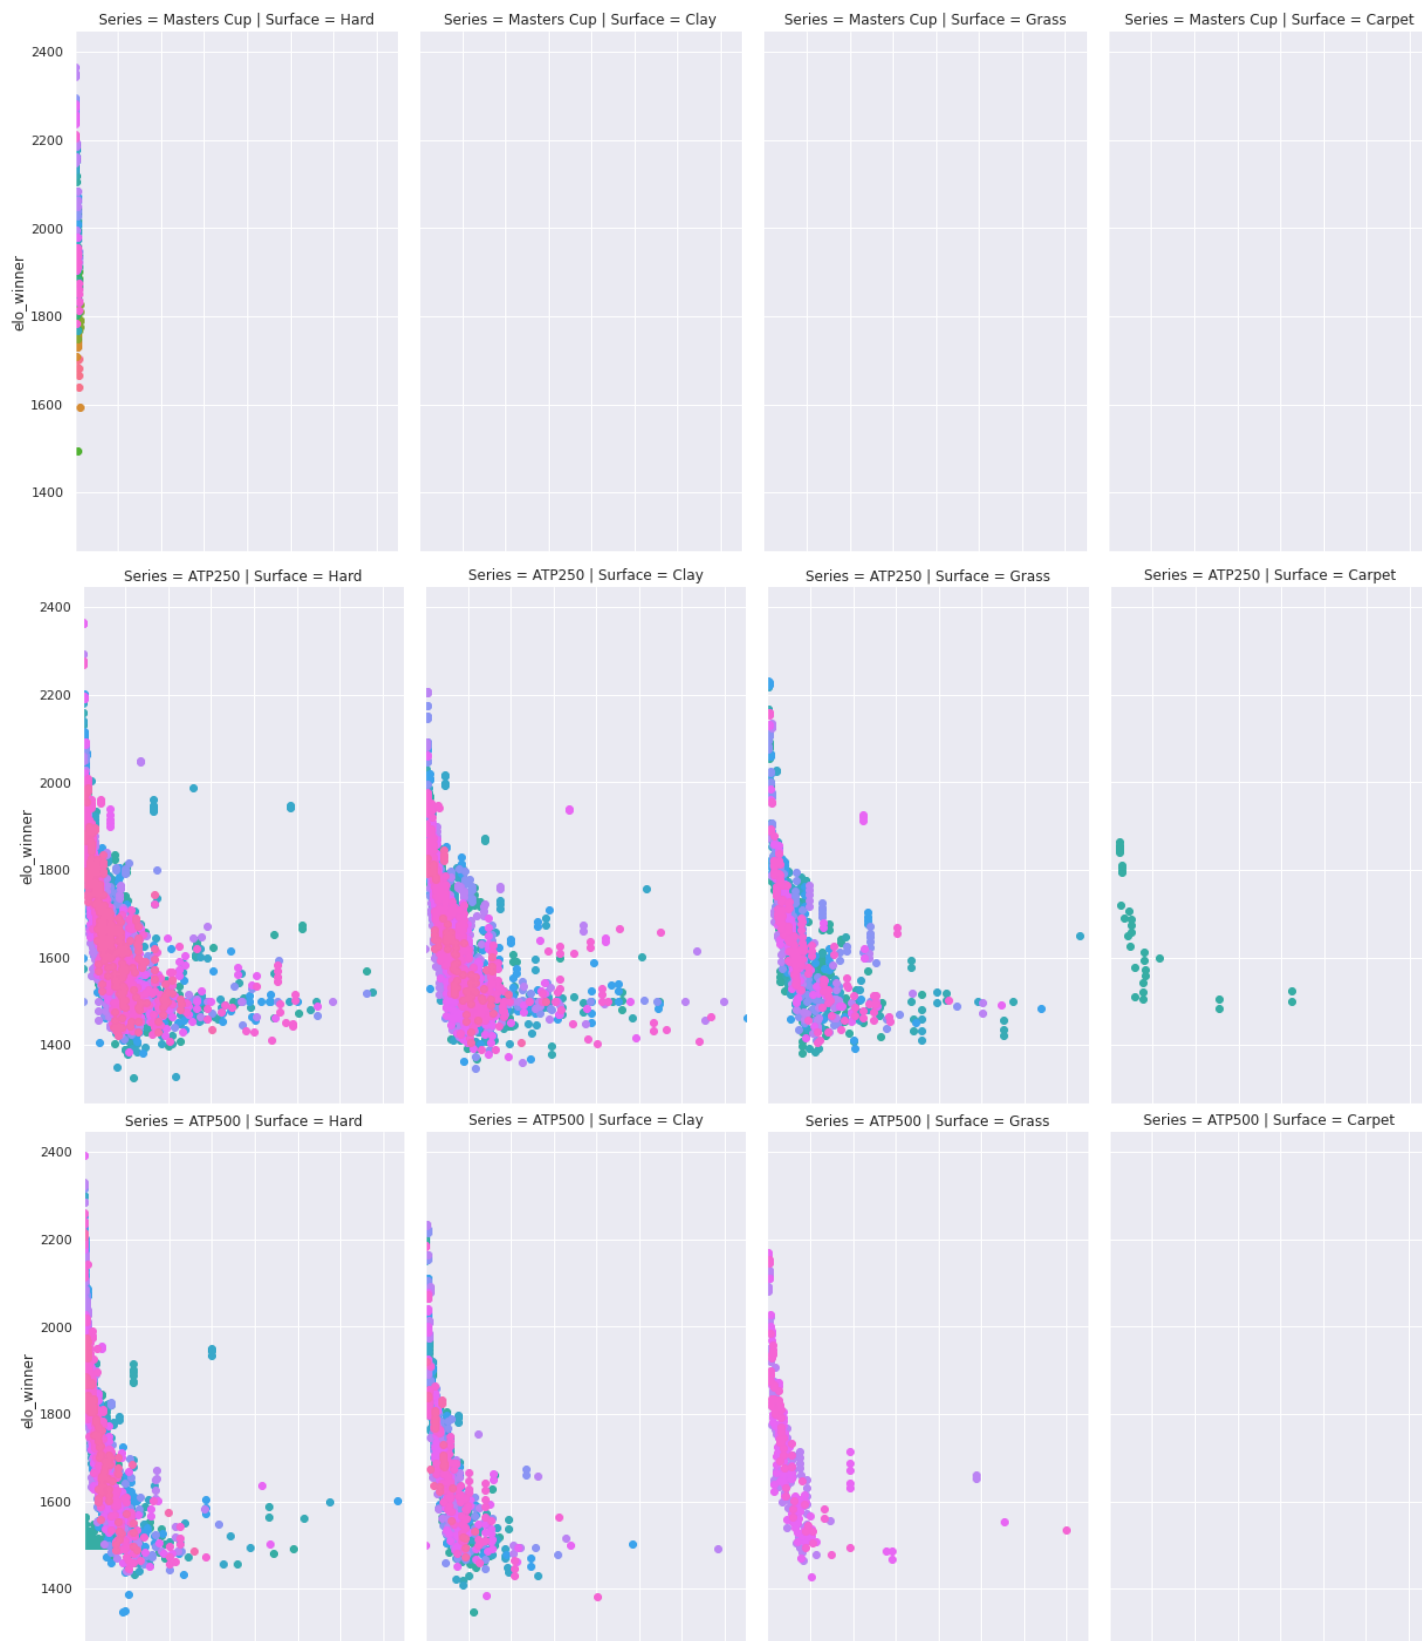 Series = Masters Cup | Surface = Hard
Series = Masters Cup | Surface = Clay
Series = Masters Cup | Surface = Grass
Series = Masters Cup | Surface = Carpet
2400
2200
2000
1800
1600
1400
elo_winner
Series = ATP250 | Surface = Hard
Series = ATP250 | Surface = Clay
Series = ATP250 | Surface = Grass
Series = ATP250 | Surface = Carpet
2400
2200
2000
1800
1600
1400
elo_winner
Series = ATP500 | Surface = Hard
Series = ATP500 | Surface = Clay
Series = ATP500 | Surface = Grass
Series = ATP500 | Surface = Carpet
2400
2200
2000
1800
1600
1400
elo_winner